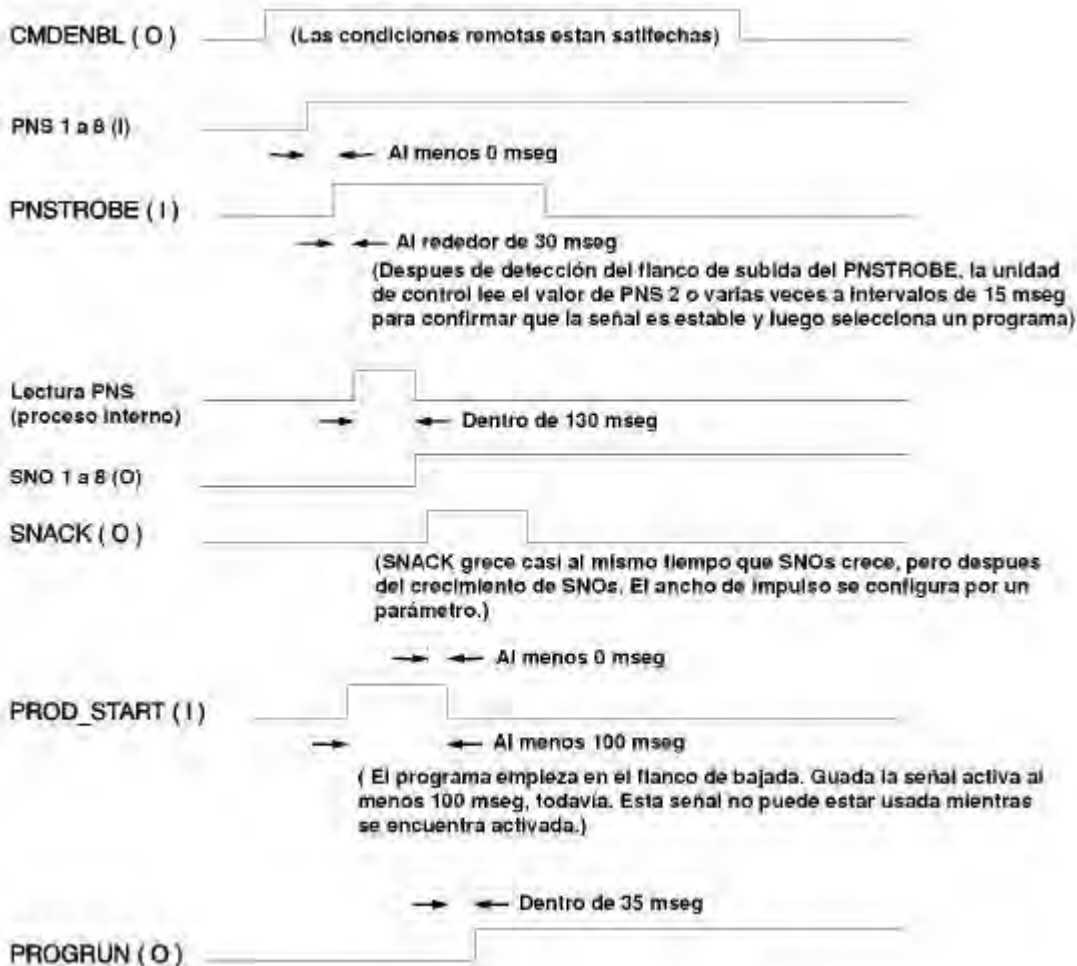 CMDENBL ( O )
(Las condiciones remotas estan satifechas)
PNS 1 a 8 (I)
Al menos 0 mseg
PNSTROBE ( I )
Al rededor de 30 mseg
(Despues de detección del flanco de subida del PNSTROBE, la unidad
de control lee el valor de PNS 2 o varias veces a intervalos de 15 mseg
para confirmar que la señal es estable y luego selecciona un programa)
Lectura PNS
(proceso interno)
Dentro de 130 mseg
SNO 1 a 8 (O)
SNACK ( O )
(SNACK grece casi al mismo tiempo que SNOs crece, pero despues
del crecimiento de SNOs. El ancho de impulso se configura por un
parámetro.)
Al menos 0 mseg
PROD_START ( I )
Al menos 100 mseg
( El programa empieza en el flanco de bajada. Guada la señal activa al
menos 100 mseg, todavía. Esta señal no puede estar usada mientras
se encuentra activada.)
Dentro de 35 mseg
PROGRUN ( O )